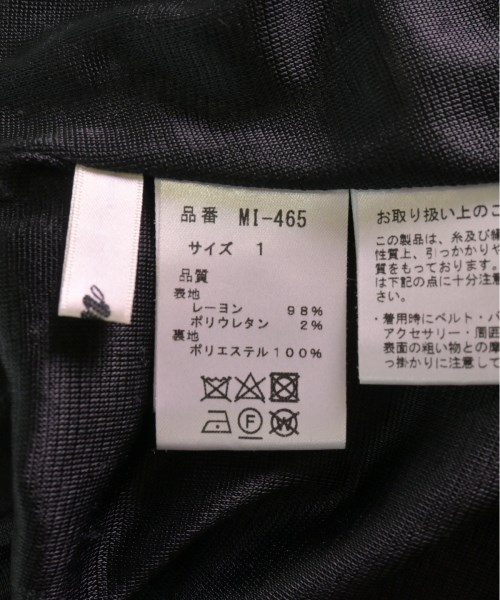 品番 MI-465
サイズ 1
品質
表地
レーヨン 98%
ポリウレタン 2%
裏地
ポリエステル100%
F
W
お取り扱い上のご
この製品は、糸及び
性質上、引っかかりや
質をもっております。
は下記の点に十分注意
さい。
・着用時にベルト・バ
アクセサリー・周囲
表面の粗い物との摩
っ掛かりに注意して